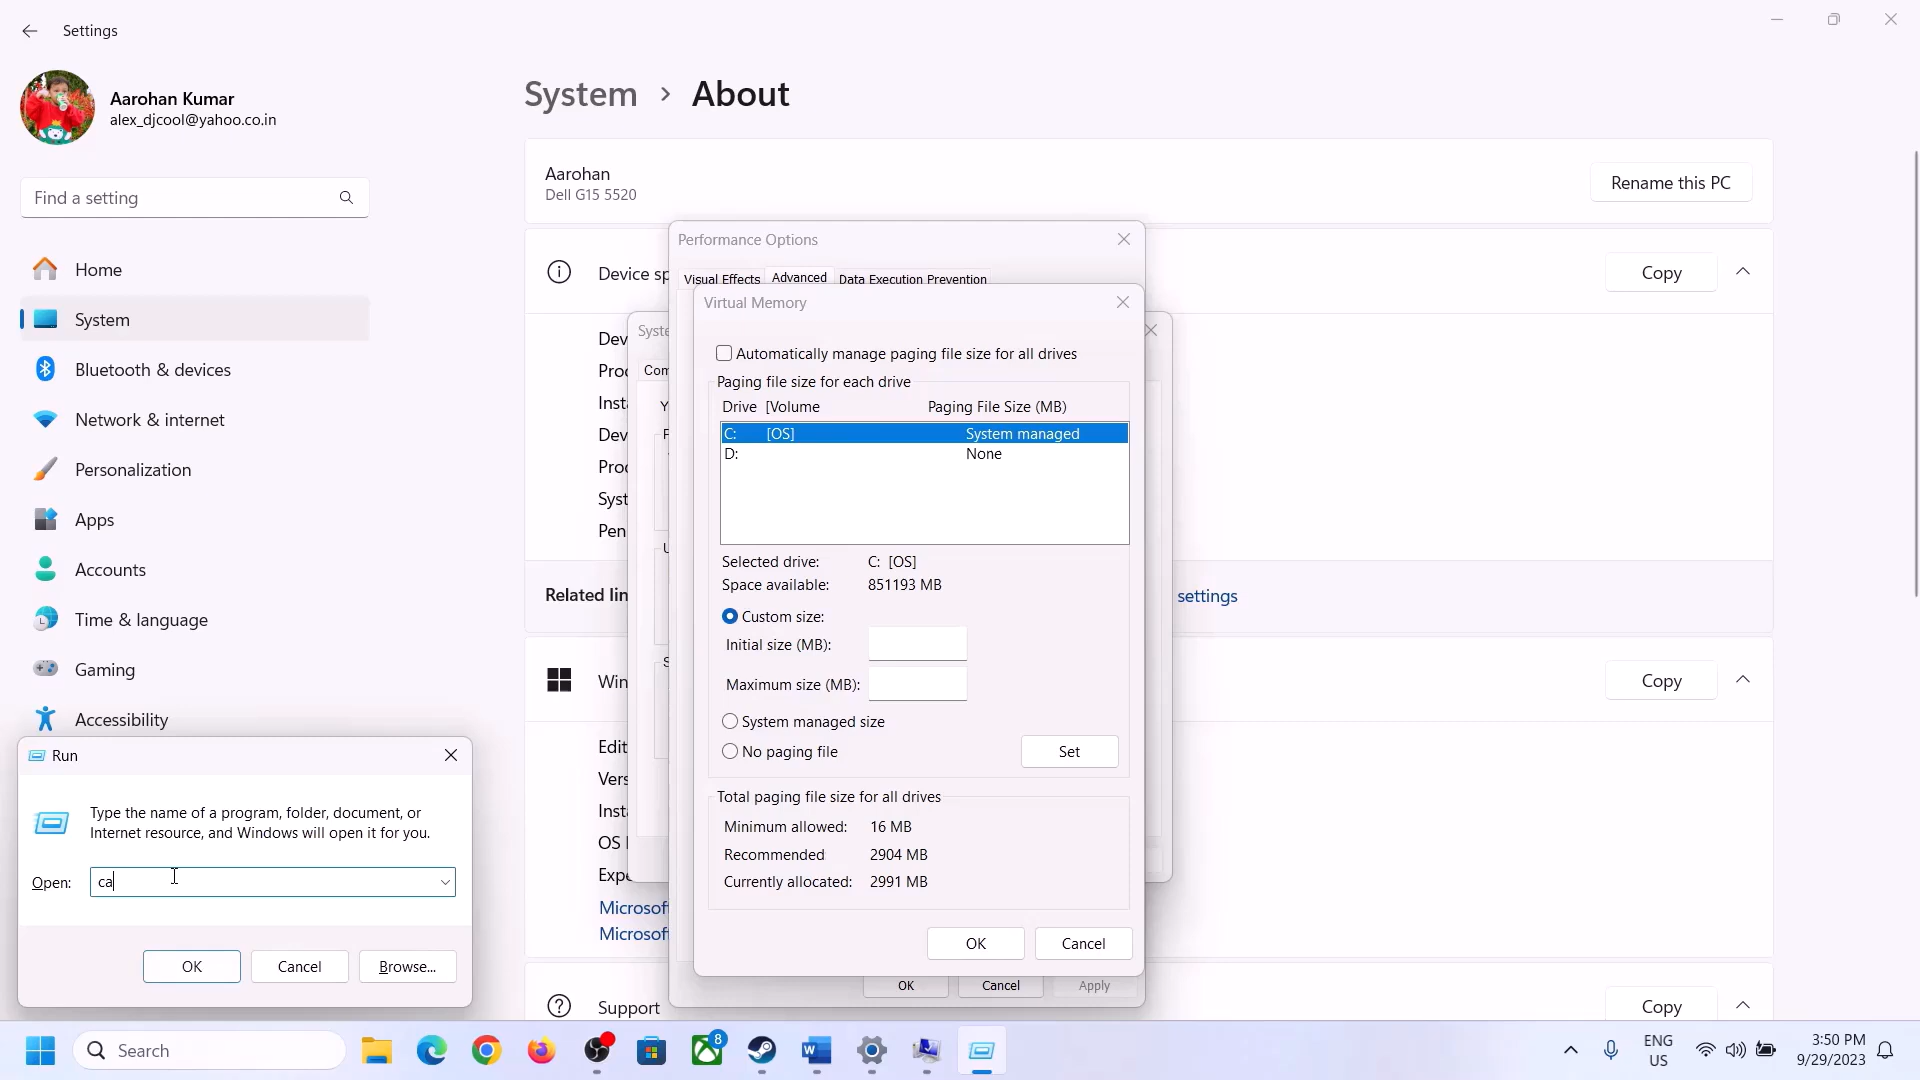 Settings
Aarohan Kumar
alex_djcool@yahoo.co.in
Find a setting
Home
System
Bluetooth & devices
Network & internet
Personalization
Apps
Accounts
Time & language
Gaming
Accessibility
System > About
Aarohan
Dell G15 5520
Rename this PC
Device sp
Copy
Dev
Proc
Insta
Dev
Proc
Syst
Pen
Related lin
settings
Win
Copy
Edit
Vers
Insta
OS
Expe
Microsof
Microsof
Support
Copy
Syste
Com
Y
Performance Options
Visual Effects
Advanced
Data Execution Prevention
OK
Cancel
Apply
Virtual Memory
Automatically manage paging file size for all drives
Paging file size for each drive
Drive [Volume Paging File Size (MB)
C: [OS] System managed
D: None
Selected drive: C: [OS]
Space available: 851193 MB
Custom size:
Initial size (MB):
Maximum size (MB):
System managed size
No paging file
Set
Total paging file size for all drives
Minimum allowed: 16 MB
Recommended 2904 MB
Currently allocated: 2991 MB
OK
Cancel
Run
Type the name of a program, folder, document, or
Internet resource, and Windows will open it for you.
Open: ca
OK
Cancel
Browse...
Search
8
ENG
US
3:50 PM
9/29/2023